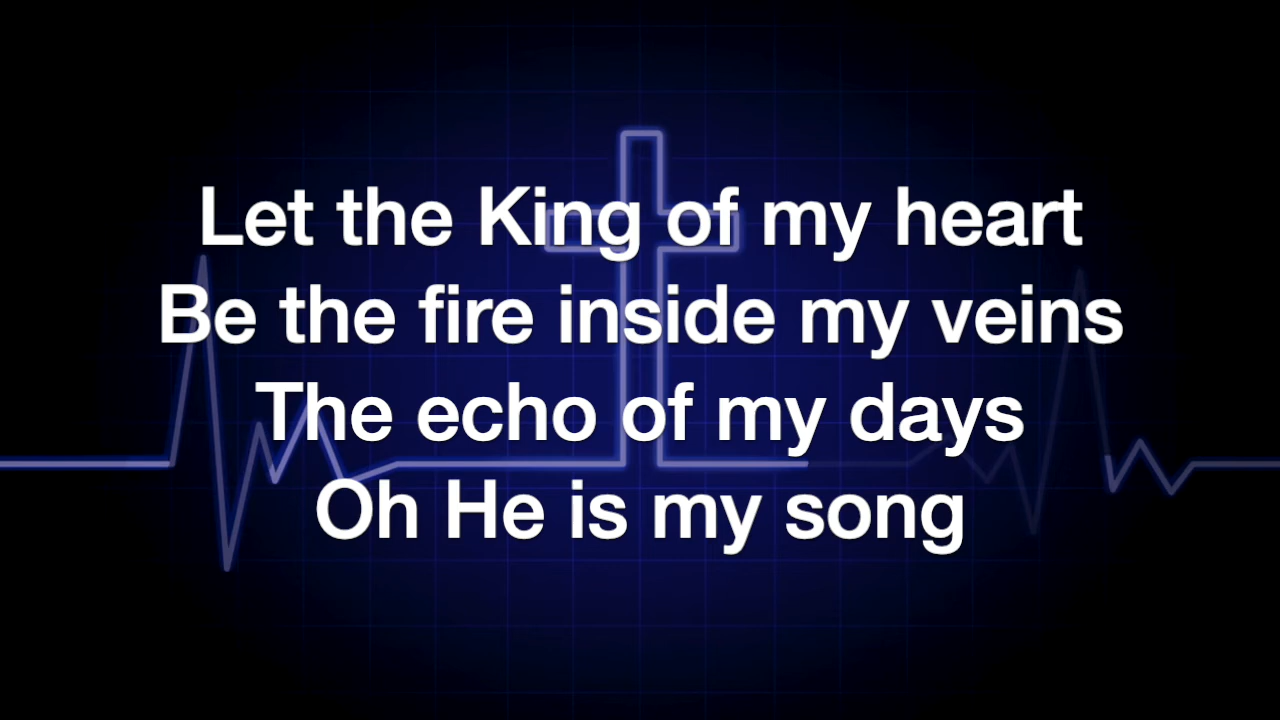 Let the King of my heart
Be the fire inside my veins
The echo of my days
Oh He is my song